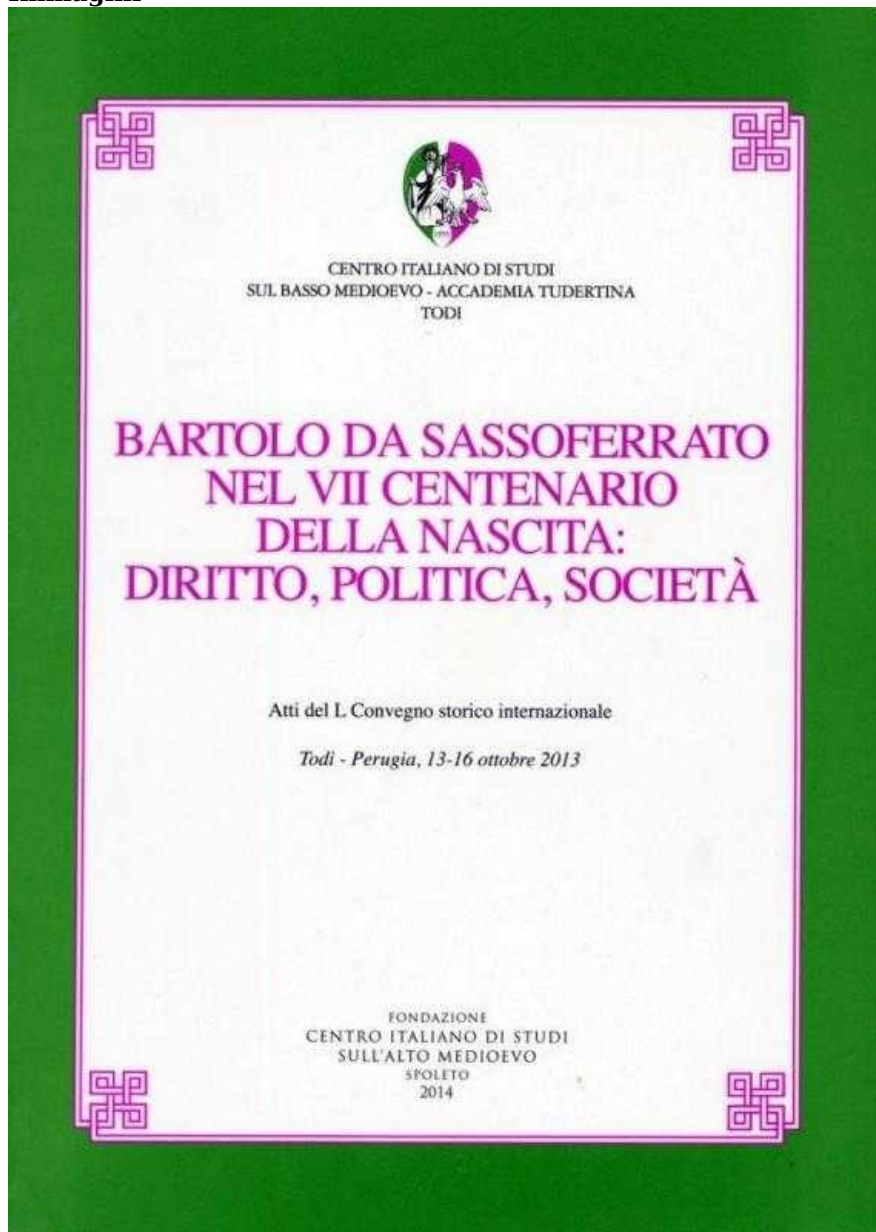 CENTRO ITALIANO DI STUDI
SUL BASSO MEDIOEVO - ACCADEMIA TUDERTINA
TODI
BARTOLO DA SASSOFERRATO
NEL VII CENTENARIO
DELLA NASCITA:
DIRITTO, POLITICA, SOCIETÀ
Atti del L Convegno storico internazionale
Todi - Perugia, 13-16 ottobre 2013
FONDAZIONE
CENTRO ITALIANO DI STUDI
SULL'ALTO MEDIOEVO
SPOLETO
2014